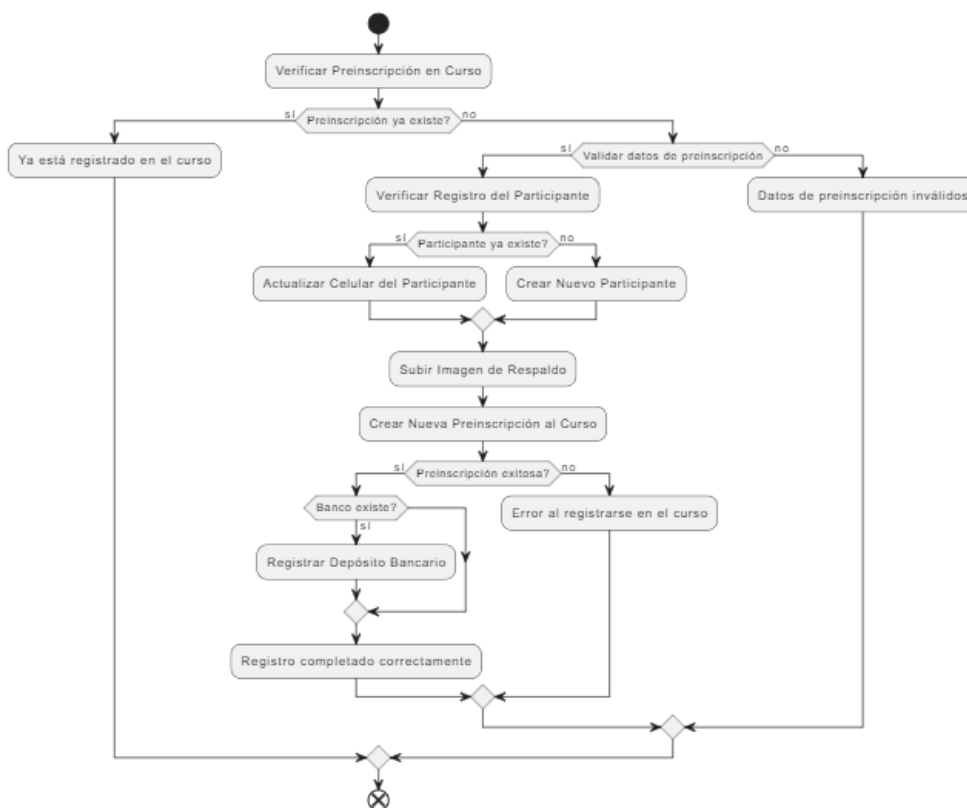 Verificar Preinscripción en Curso
sí
Preinscripción ya existe?
no
Ya está registrado en el curso
sí
Validar datos de preinscripción
no
Verificar Registro del Participante
Datos de preinscripción inválidos
sí
Participante ya existe?
no
Actualizar Celular del Participante
Crear Nuevo Participante
Subir Imagen de Respaldo
Crear Nueva Preinscripción al Curso
sí
Preinscripción exitosa?
no
Banco existe?
Error al registrarse en el curso
sí
Registrar Depósito Bancario
Registro completado correctamente